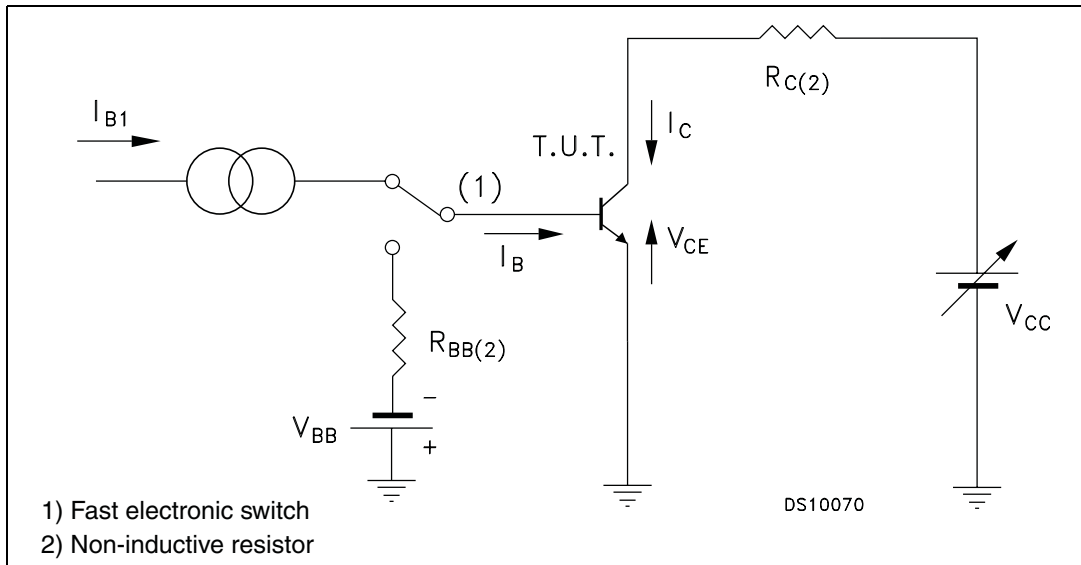 R_C(2)
I_B1
I_C
T.U.T.
(1)
V_CE
I_B
V_CC
R_BB(2)
−
V_BB
+
DS10070
1) Fast electronic switch
2) Non-inductive resistor